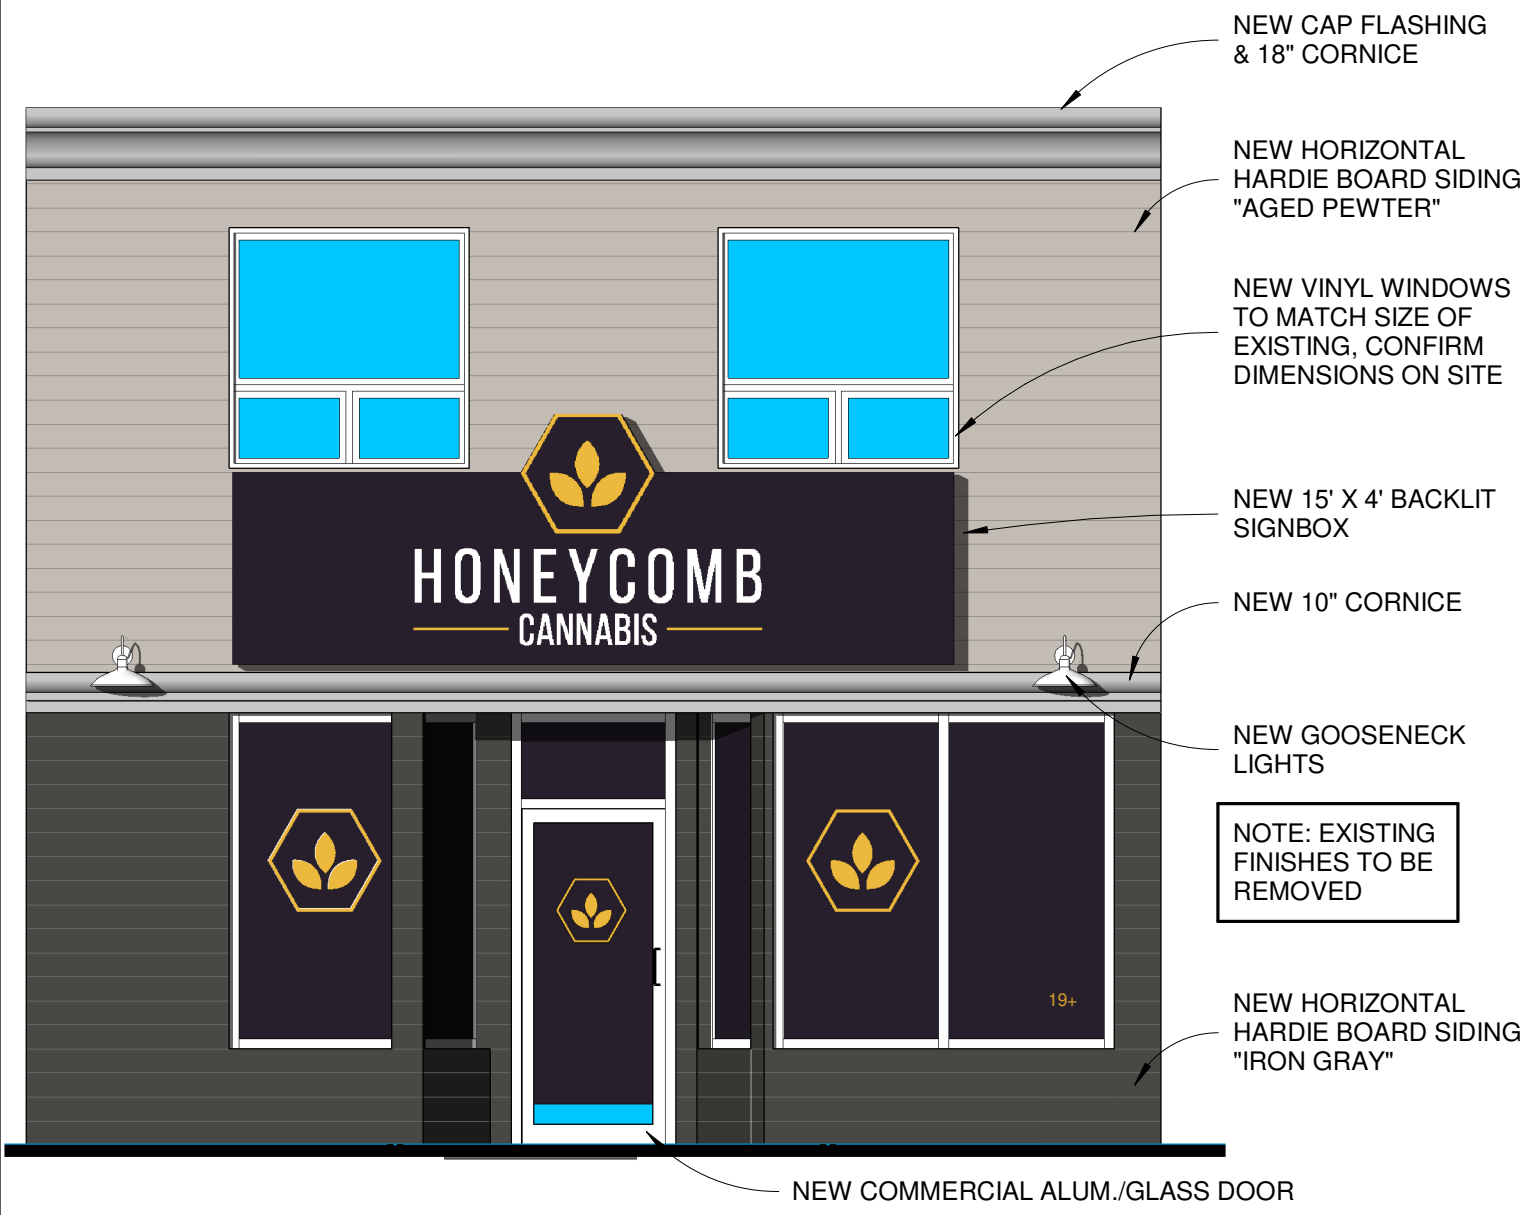 NEW CAP FLASHING
& 18" CORNICE
NEW HORIZONTAL
HARDIE BOARD SIDING
"AGED PEWTER"
NEW VINYL WINDOWS
TO MATCH SIZE OF
EXISTING, CONFIRM
DIMENSIONS ON SITE
NEW 15' X 4' BACKLIT
SIGNBOX
HONEYCOMB
CANNABIS
NEW 10" CORNICE
NEW GOOSENECK
LIGHTS
NOTE: EXISTING
FINISHES TO BE
REMOVED
19+
NEW HORIZONTAL
HARDIE BOARD SIDING
"IRON GRAY"
NEW COMMERCIAL ALUM./GLASS DOOR